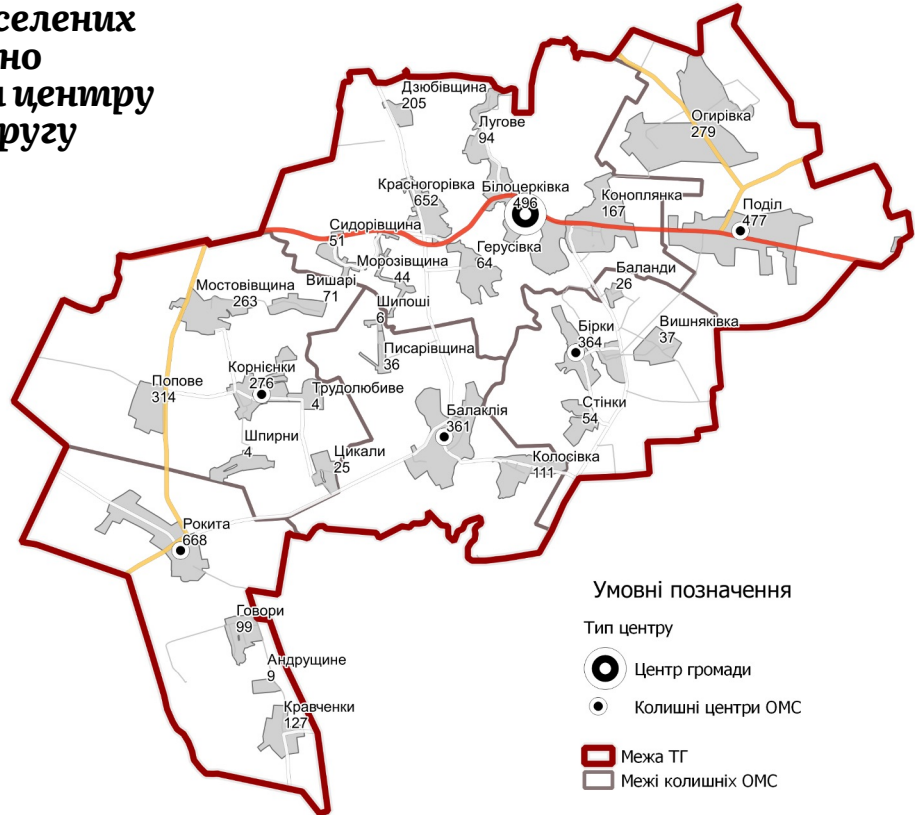 селених
но
центру
ругу
Дзюбівщина
205
Лугове
94
Огирівка
279
Красногорівка
652
Білоцерківка
496
Коноплянка
167
Поділ
477
Сидорівщина
51
Герусівка
64
Морозівщина
44
Вишарі
71
Баланди
26
Мостовівщина
263
Шипоші
6
Бірки
364
Вишняківка
37
Писарівщина
36
Корнієнки
276
Трудолюбиве
4
Попове
314
Балаклія
361
Стінки
54
Шпирни
4
Цикали
25
Колосівка
111
Рокита
668
Говори
99
Андрущине
9
Кравченки
127
Умовні позначення
Тип центру
Центр громади
Колишні центри ОМС
Межа ТГ
Межі колишніх ОМС